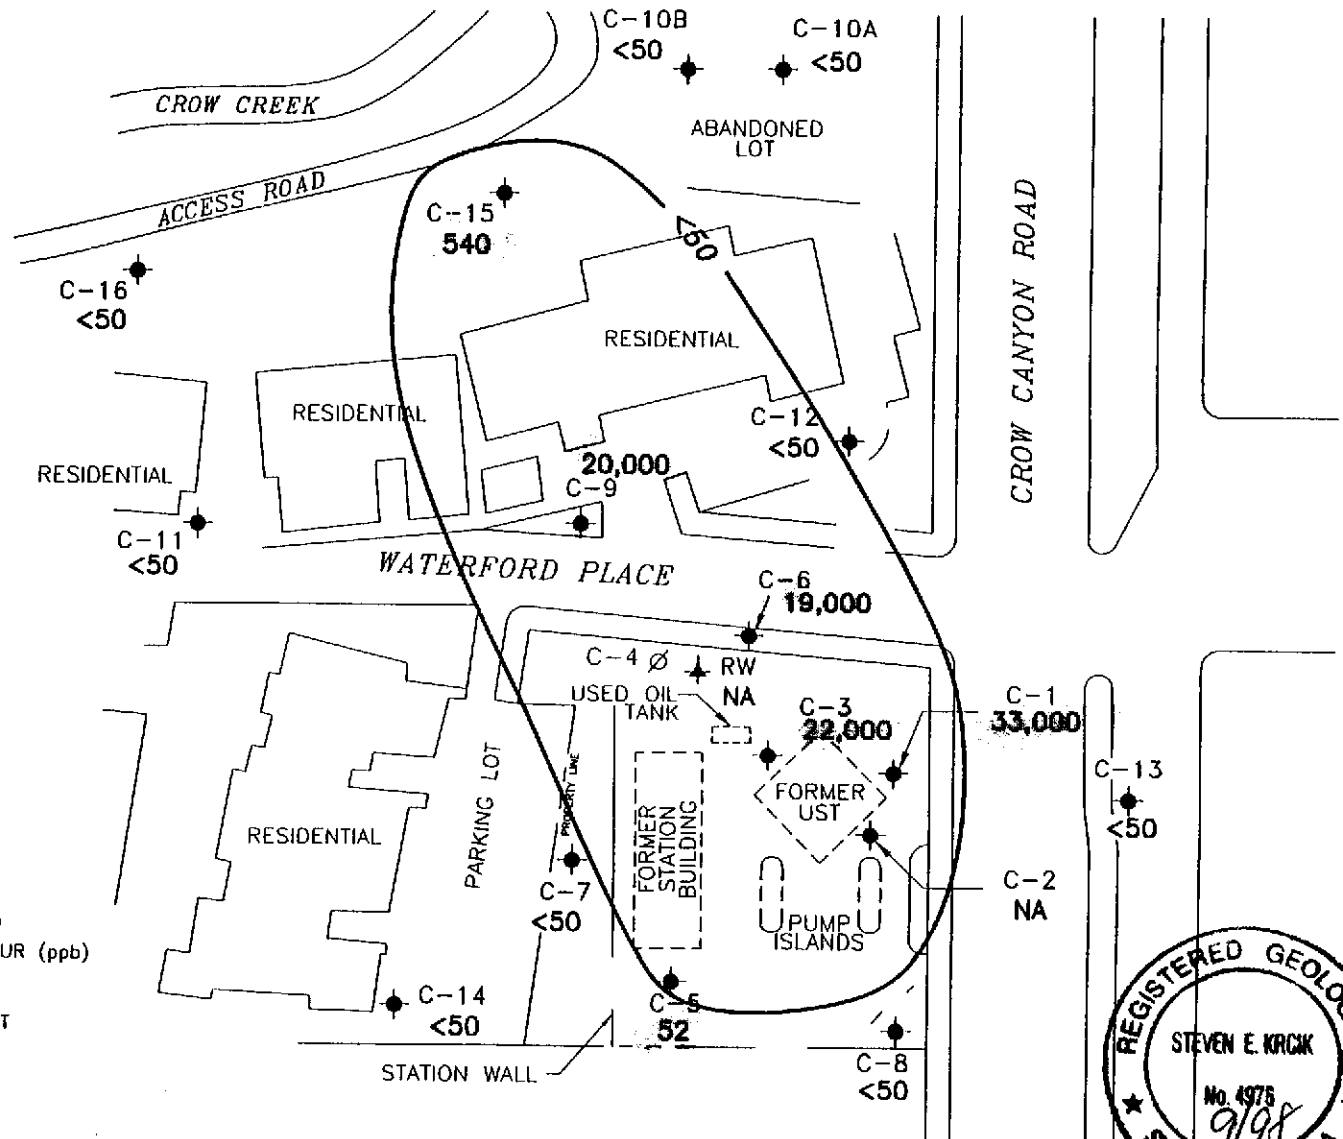 C-10B
<50
C-10A
<50
CROW CREEK
ABANDONED
LOT
ACCESS ROAD
C-15
540
<50
C-16
<50
CROW CANYON ROAD
RESIDENTIAL
RESIDENTIAL
C-12
<50
RESIDENTIAL
20,000
C-9
C-11
<50
WATERFORD PLACE
C-6
19,000
C-4 Ø
RW
NA
USED OIL
TANK
C-3
22,000
C-1
33,000
C-13
<50
FORMER
UST
PROPERTY LINE
PARKING LOT
RESIDENTIAL
FORMER
STATION
BUILDING
C-7
<50
C-2
NA
PUMP
ISLANDS
UR (ppb)
C-14
<50
T
C-5
52
C-8
<50
STATION WALL
REGISTERED GEOLO
STEVEN E. KRCIK
No. 4976
9/98